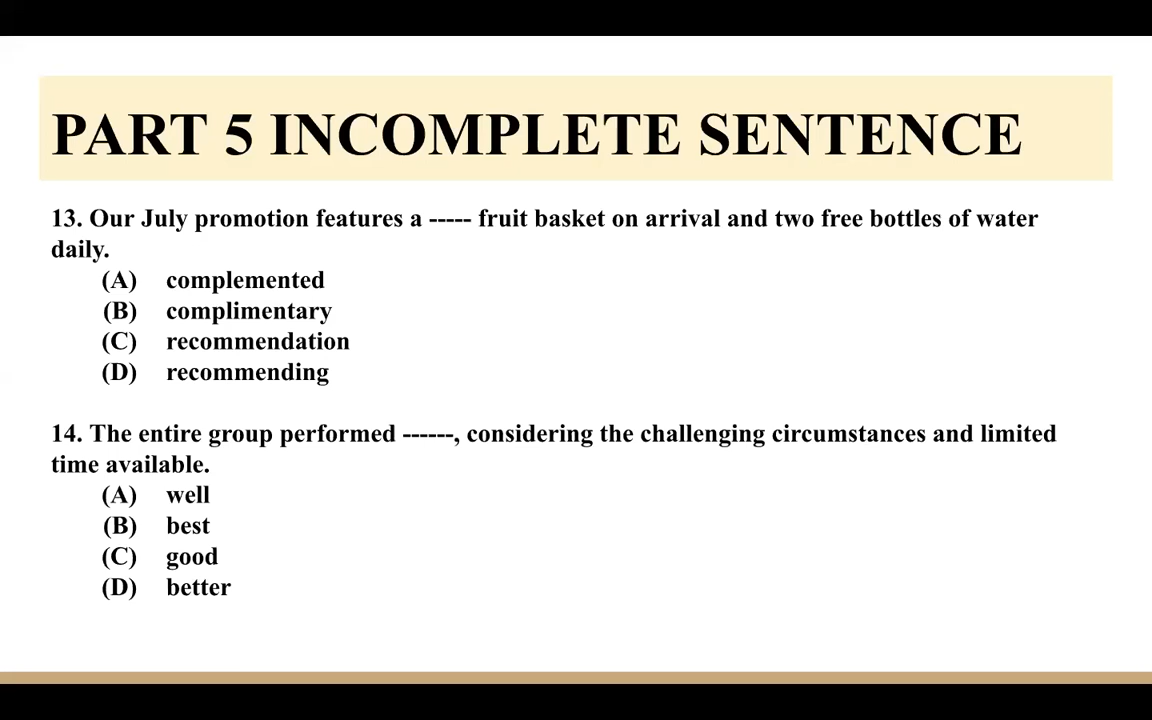 PART 5 INCOMPLETE SENTENCE
13. Our July promotion features a ----- fruit basket on arrival and two free bottles of water
daily.
(A) complemented
(B) complimentary
(C) recommendation
(D) recommending
14. The entire group performed ------, considering the challenging circumstances and limited
time available.
(A) well
(B) best
(C) good
(D) better